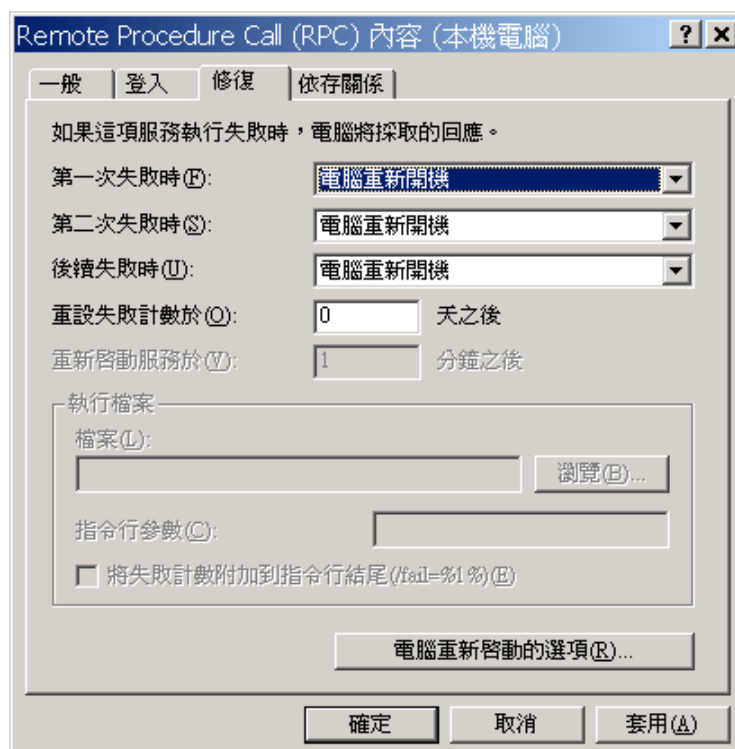 Remote Procedure Call (RPC) 內容 (本機電腦)
一般 登入 修復 依存關係
如果這項服務執行失敗時，電腦將採取的回應。
第一次失敗時(F): 電腦重新開機
第二次失敗時(S): 電腦重新開機
後續失敗時(U): 電腦重新開機
重設失敗計數於(O): 0 天之後
重新啓動服務於(V): 1 分鐘之後
執行檔案
檔案(L):
瀏覽(B)...
指令行參數(C):
將失敗計數附加到指令行結尾(/fail=%1%)(E)
電腦重新啓動的選項(R)...
確定 取消 套用(A)